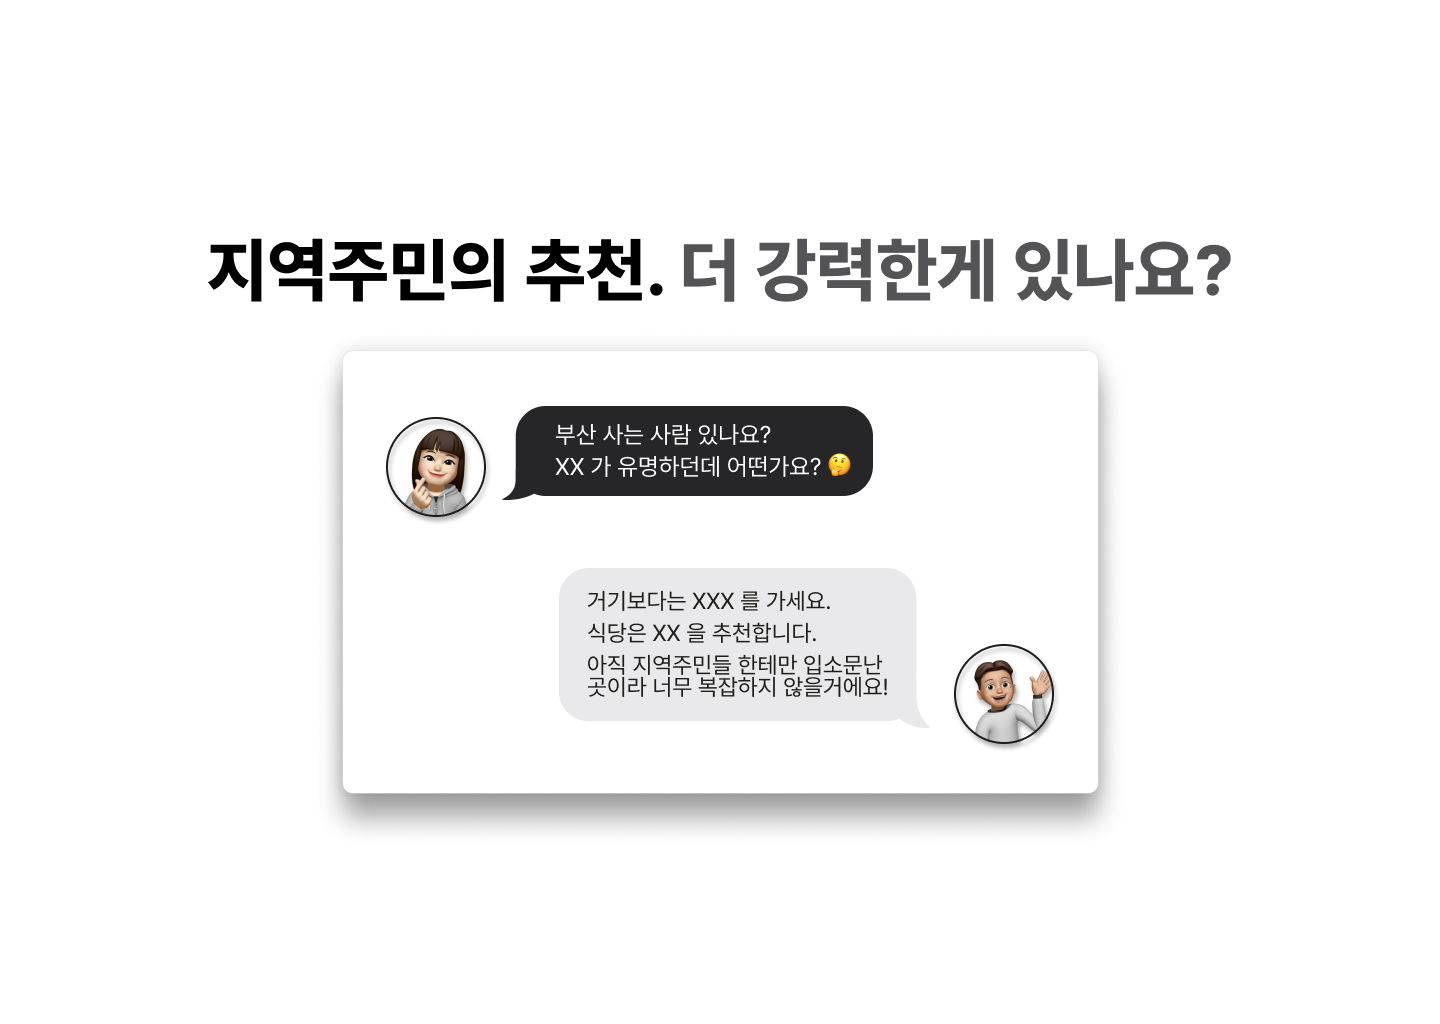 지역주민의 추천. 더 강력한게 있나요?
부산 사는 사람 있나요?
XX 가 유명하던데 어떤가요? 🤔
거기보다는 XXX 를 가세요.
식당은 XX 을 추천합니다.
아직 지역주민들 한테만 입소문난
곳이라 너무 복잡하지 않을거에요!